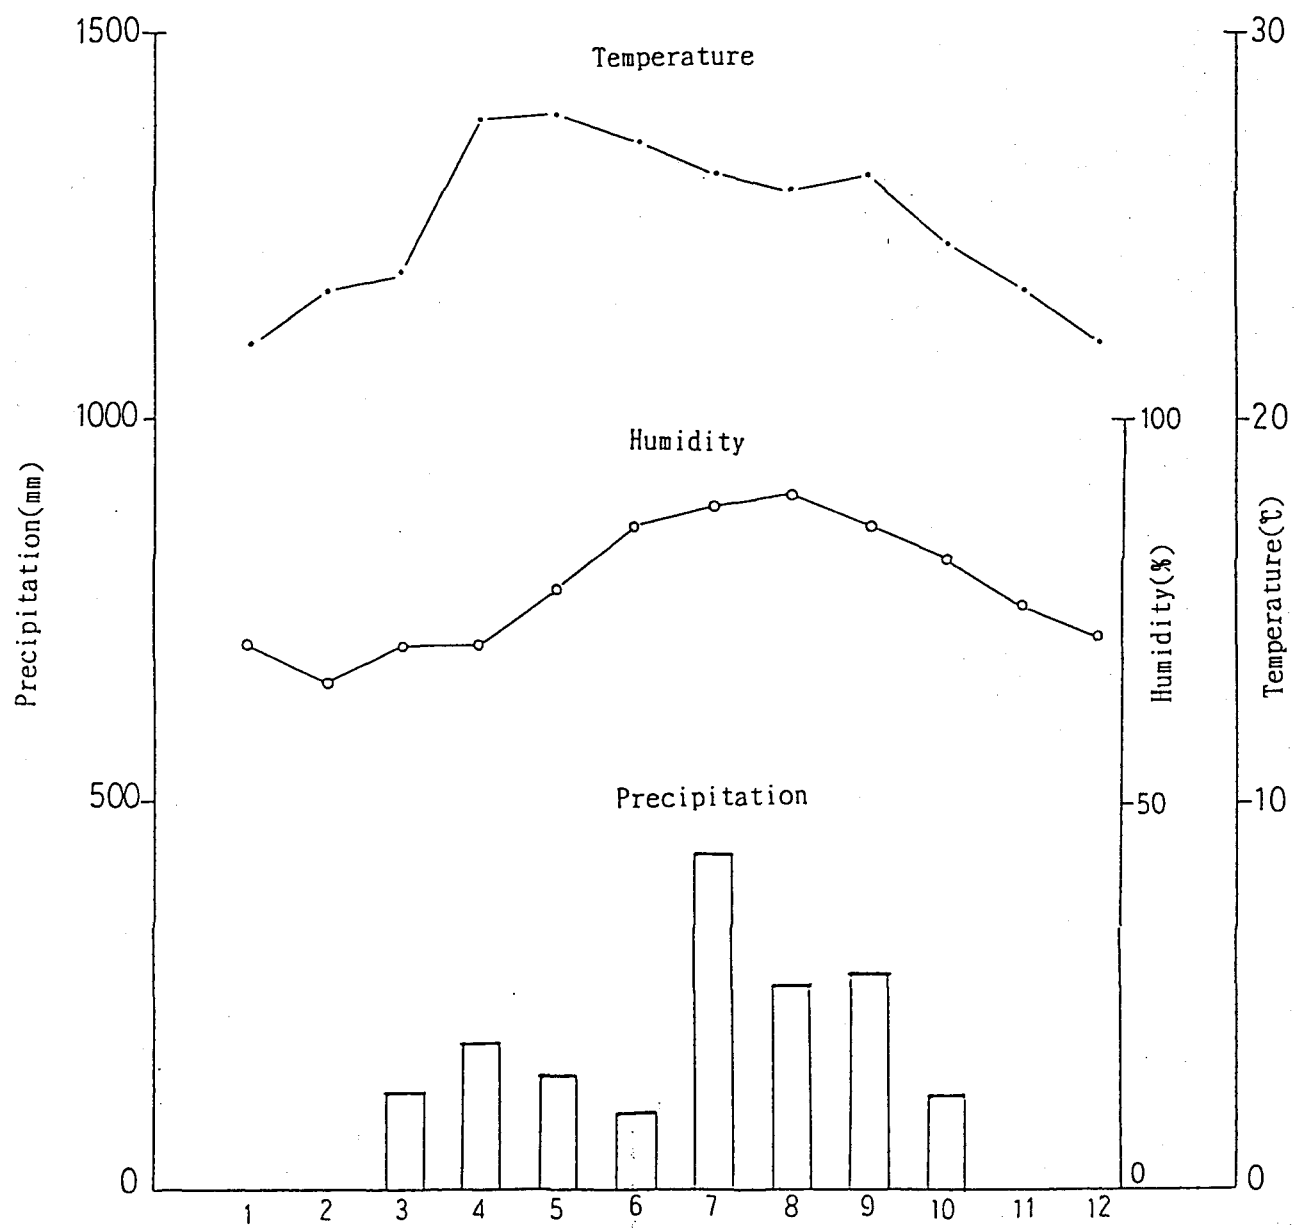 1500
30
Temperature
1000
100
20
Humidity
Precipitation(mm)
Humidity(%)
Temperature(℃)
500
Precipitation
50
10
0
0
0
1 2 3 4 5 6 7 8 9 10 11 12